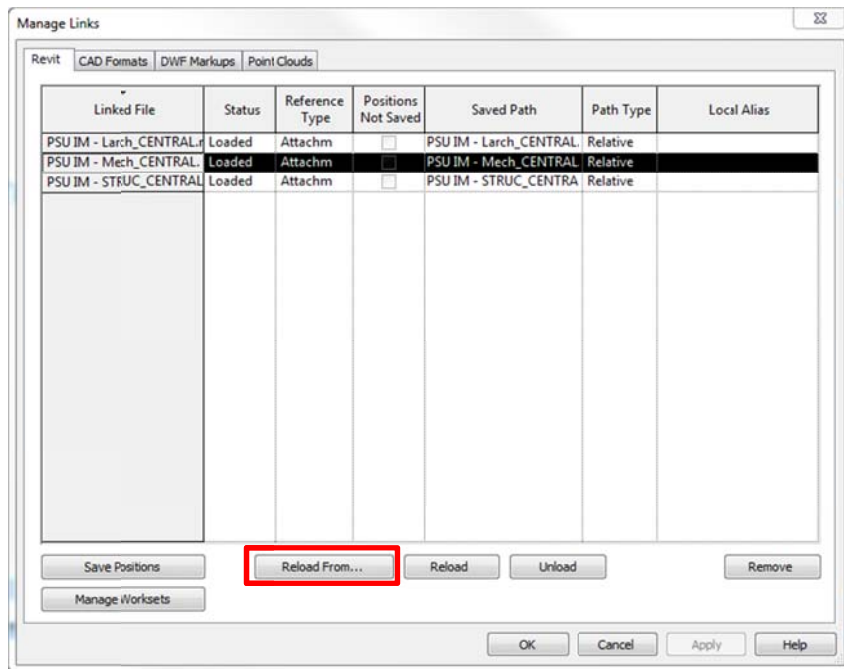 Manage Links
Revit CAD Formats DWF Markups Point Clouds
Linked File Status Reference Type Positions Not Saved Saved Path Path Type Local Alias
PSU IM - Larch_CENTRAL.r Loaded Attachm PSU IM - Larch_CENTRAL. Relative
PSU IM - Mech_CENTRAL. Loaded Attachm PSU IM - Mech_CENTRAL Relative
PSU IM - STRUC_CENTRAL Loaded Attachm PSU IM - STRUC_CENTRA Relative
Save Positions Reload From... Reload Unload Remove
Manage Worksets
OK Cancel Apply Help